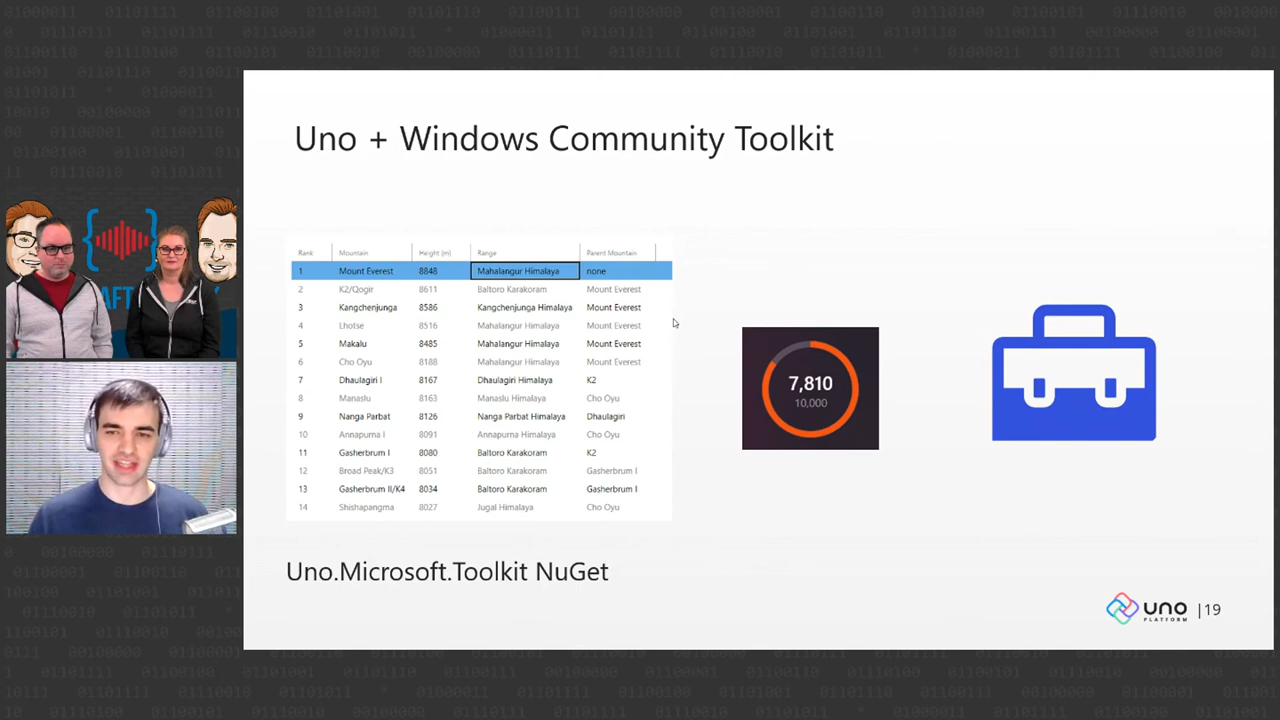 Uno + Windows Community Toolkit
Rank Mountain Height (m) Range Parent Mountain
1 Mount Everest 8848 Mahalangur Himalaya none
2 K2/Qogir 8611 Baltoro Karakoram Mount Everest
3 Kangchenjunga 8586 Kangchenjunga Himalaya Mount Everest
4 Lhotse 8516 Mahalangur Himalaya Mount Everest
5 Makalu 8485 Mahalangur Himalaya Mount Everest
6 Cho Oyu 8188 Mahalangur Himalaya Mount Everest
7 Dhaulagiri I 8167 Dhaulagiri Himalaya K2
8 Manaslu 8163 Manaslu Himalaya Cho Oyu
9 Nanga Parbat 8126 Nanga Parbat Himalaya Dhaulagiri
10 Annapurna I 8091 Annapurna Himalaya Cho Oyu
11 Gasherbrum I 8080 Baltoro Karakoram K2
12 Broad Peak/K3 8051 Baltoro Karakoram Gasherbrum I
13 Gasherbrum II/K4 8034 Baltoro Karakoram Gasherbrum I
14 Shishapangma 8027 Jugal Himalaya Cho Oyu
7,810
10,000
Uno.Microsoft.Toolkit NuGet
UNO PLATFORM |19